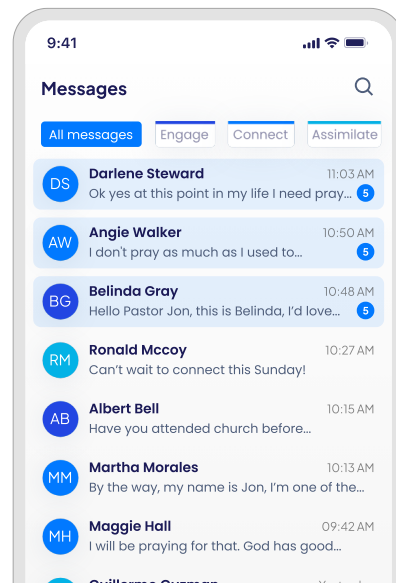 9:41
Messages
All messages Engage Connect Assimilate
DS Darlene Steward 11:03 AM
Ok yes at this point in my life I need pray... 5
AW Angie Walker 10:50 AM
I don't pray as much as I used to... 5
BG Belinda Gray 10:48 AM
Hello Pastor Jon, this is Belinda, I'd love... 5
RM Ronald Mccoy 10:27 AM
Can't wait to connect this Sunday!
AB Albert Bell 10:15 AM
Have you attended church before...
MM Martha Morales 10:13 AM
By the way, my name is Jon, I'm one of the...
MH Maggie Hall 09:42 AM
I will be praying for that. God has good...
Guillermo Guzman